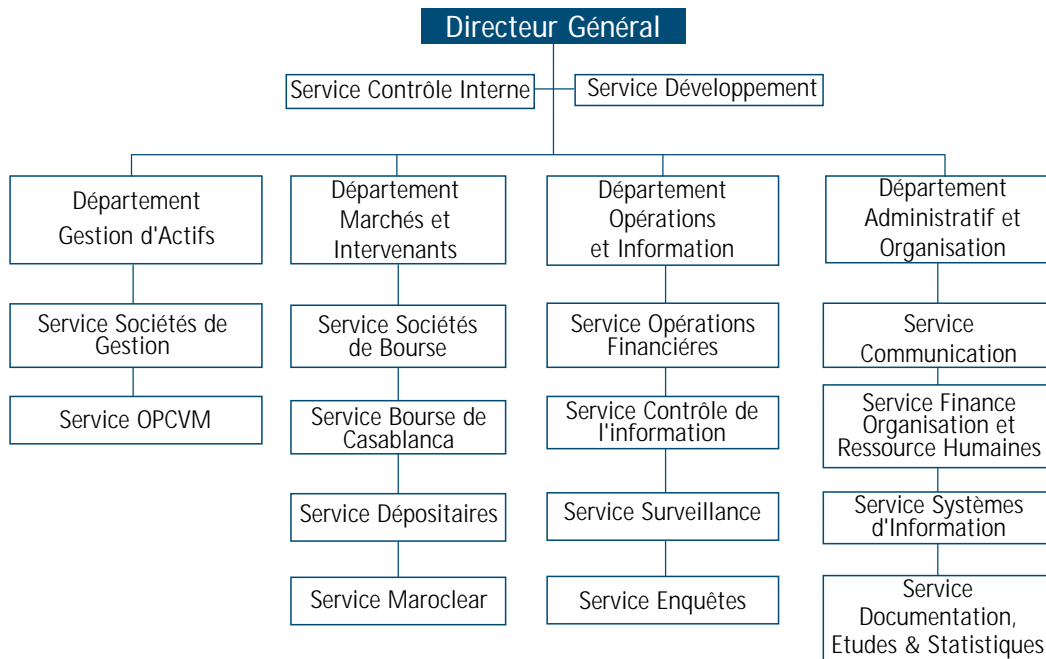 Directeur Général
Service Contrôle Interne
Service Développement
Département
Gestion d'Actifs
Département
Marchés et
Intervenants
Département
Opérations
et Information
Département
Administratif et
Organisation
Service Sociétés de
Gestion
Service Sociétés
de Bourse
Service Opérations
Financiéres
Service
Communication
Service OPCVM
Service Bourse de
Casablanca
Service Contrôle de
l'information
Service Finance
Organisation et
Ressource Humaines
Service Dépositaires
Service Surveillance
Service Systèmes
d'Information
Service Maroclear
Service Enquêtes
Service
Documentation,
Etudes & Statistiques